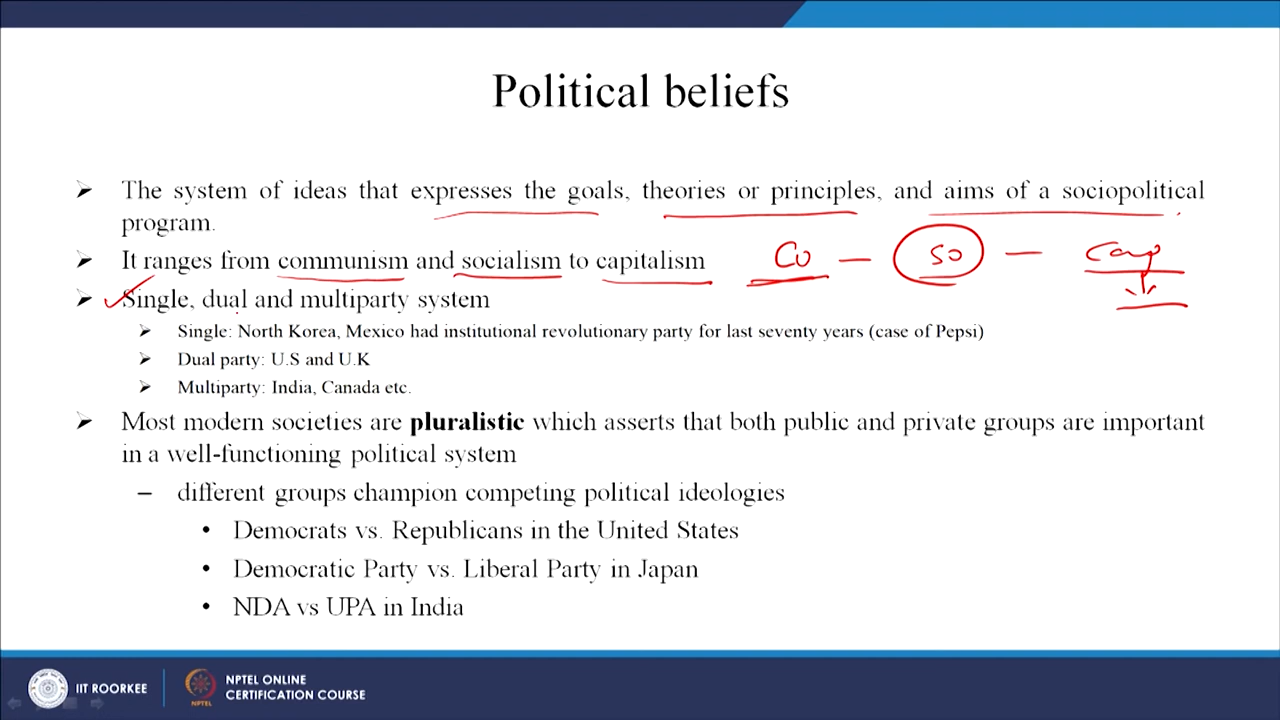 Political beliefs
➤ The system of ideas that expresses the goals, theories or principles, and aims of a sociopolitical
program.
➤ It ranges from communism and socialism to capitalism
Co — so — cap
➤ Single, dual and multiparty system
➤ Single: North Korea, Mexico had institutional revolutionary party for last seventy years (case of Pepsi)
➤ Dual party: U.S and U.K
➤ Multiparty: India, Canada etc.
➤ Most modern societies are pluralistic which asserts that both public and private groups are important
in a well-functioning political system
– different groups champion competing political ideologies
• Democrats vs. Republicans in the United States
• Democratic Party vs. Liberal Party in Japan
• NDA vs UPA in India
IIT ROORKEE
NPTEL
NPTEL ONLINE
CERTIFICATION COURSE